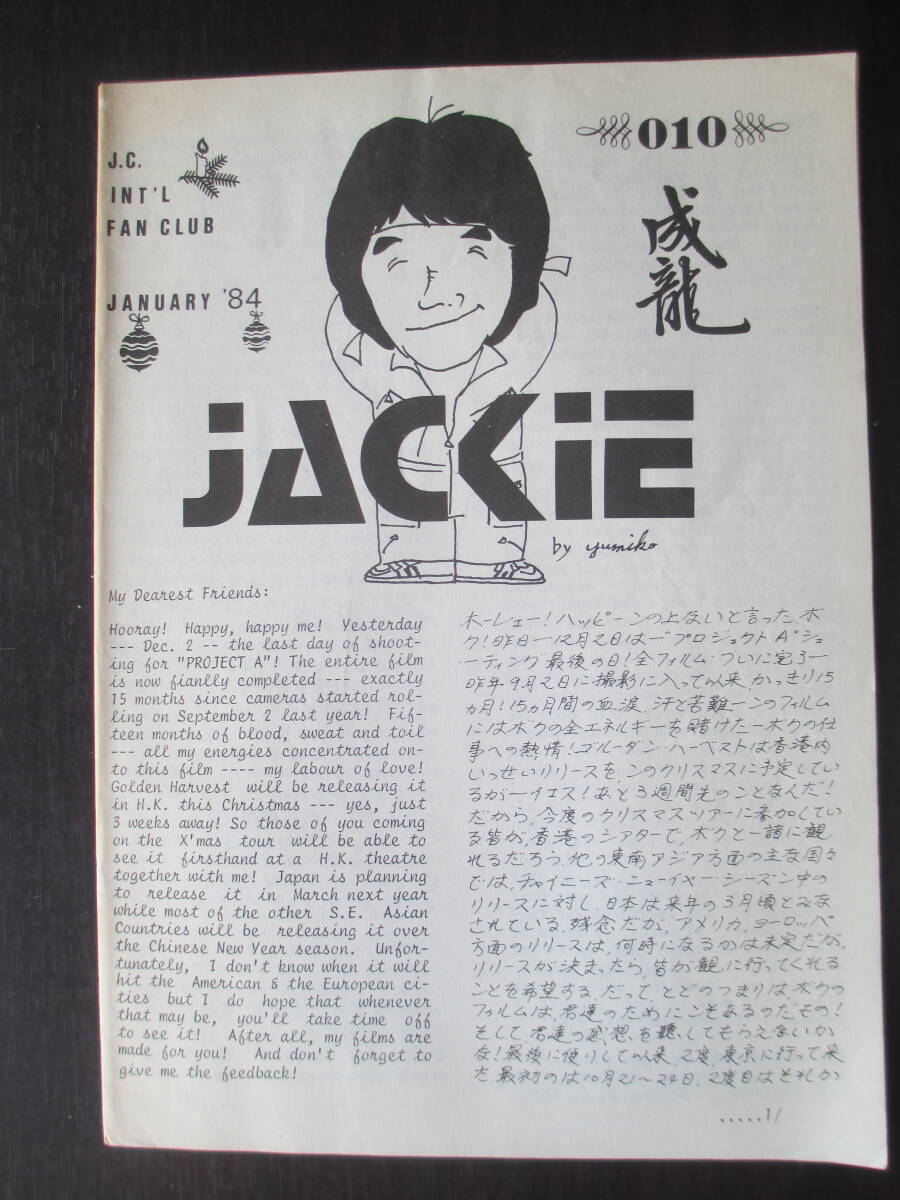 J.C.
INT'L
FAN CLUB
JANUARY '84
010
成龍
JACKiE
by yumiko
My Dearest Friends:
Hooray! Happy, happy me! Yesterday
--- Dec. 2 -- the last day of shoot-
ing for "PROJECT A"! The entire film
is now fianlly completed --- exactly
15 months since cameras started rol-
ling on September 2 last year! Fif-
teen months of blood, sweat and toil
--- all my energies concentrated on-
to this film ---- my labour of love!
Golden Harvest will be releasing it
in H.K. this Christmas --- yes, just
3 weeks away! So those of you coming
on the X'mas tour will be able to
see it firsthand at a H.K. theatre
together with me! Japan is planning
to release it in March next year
while most of the other S.E. Asian
Countries will be releasing it over
the Chinese New Year season. Unfor-
tunately, I don't know when it will
hit the American & the European ci-
ties but I do hope that whenever
that may be, you'll take time off
to see it! After all, my films are
made for you! And don't forget to
give me the feedback!
ホーレェー!ハッピーこの上ないと言ったボ
ク!昨日ー12月2日は"プロジェクトA"シュ
ーティング最後の日!全フィルムついに完了ー
昨年9月2日に撮影に入って以来、かっきり15
ヵ月!15ヵ月間の血、涙、汗と苦難ーこのフィルム
にはボクの全エネルギーを賭けたーボクの仕
事への熱情!ゴールダン・ハーベストは香港内
いっせいリリースを、このクリスマスに予定してい
るがーイエス!あと3週間先のことなんだ!
だから、今度のクリスマスツアーに参加してい
る皆が、香港のシアターで、ボクと一諸に観
れるだろう。他の東南アジア方面の主な国々
では、チャイニーズ・ニューイヤー・シーズン中の
リリースに対し、日本は来年の3月頃とみな
されている。残念だが、アメリカ、ヨーロッペ
方面のリリースは、何時になるかは未定だが、
リリースが決まったら、皆が観に行ってくれる
ことを希望する。だって、とどのつまりは、ボクの
フィルムは、君達のためにこそあるのだもの!
そして、君達の感想を聴してもらえないか
な!最後に便りして以来、2度、東京に行って来
た。最初のは10月21〜24日、2度目はそれか
.....1/